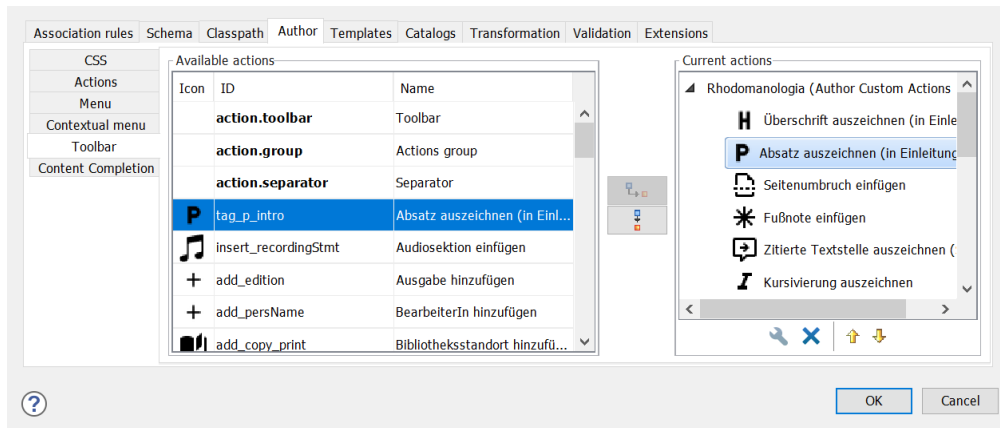 Association rules Schema Classpath Author Templates Catalogs Transformation Validation Extensions
CSS
Actions
Menu
Contextual menu
Toolbar
Content Completion
Available actions
Icon ID Name
action.toolbar Toolbar
action.group Actions group
action.separator Separator
P tag_p_intro Absatz auszeichnen (in Einl...
insert_recordingStmt Audiosektion einfügen
+ add_edition Ausgabe hinzufügen
+ add_persName BearbeiterIn hinzufügen
add_copy_print Bibliotheksstandort hinzufü...
Current actions
Rhodomanologia (Author Custom Actions
H Überschrift auszeichnen (in Einle
P Absatz auszeichnen (in Einleitung
Seitenumbruch einfügen
Fußnote einfügen
Zitierte Textstelle auszeichnen (
I Kursivierung auszeichnen
?
OK Cancel